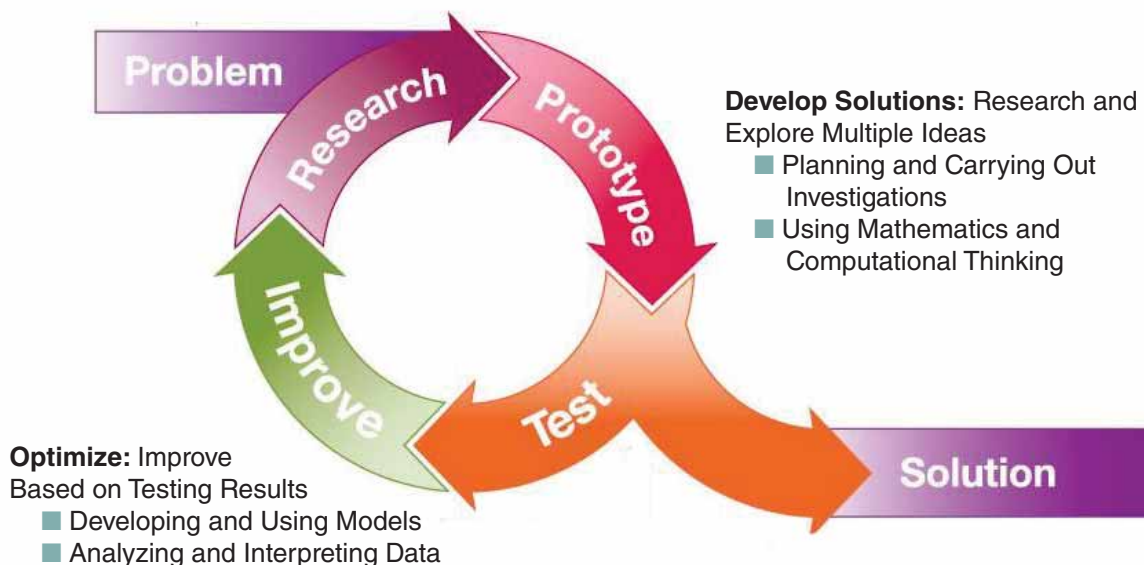 Problem
Research
Prototype
Develop Solutions: Research and
Explore Multiple Ideas
Planning and Carrying Out
Investigations
Using Mathematics and
Computational Thinking
Improve
Test
Optimize: Improve
Based on Testing Results
Developing and Using Models
Analyzing and Interpreting Data
Solution